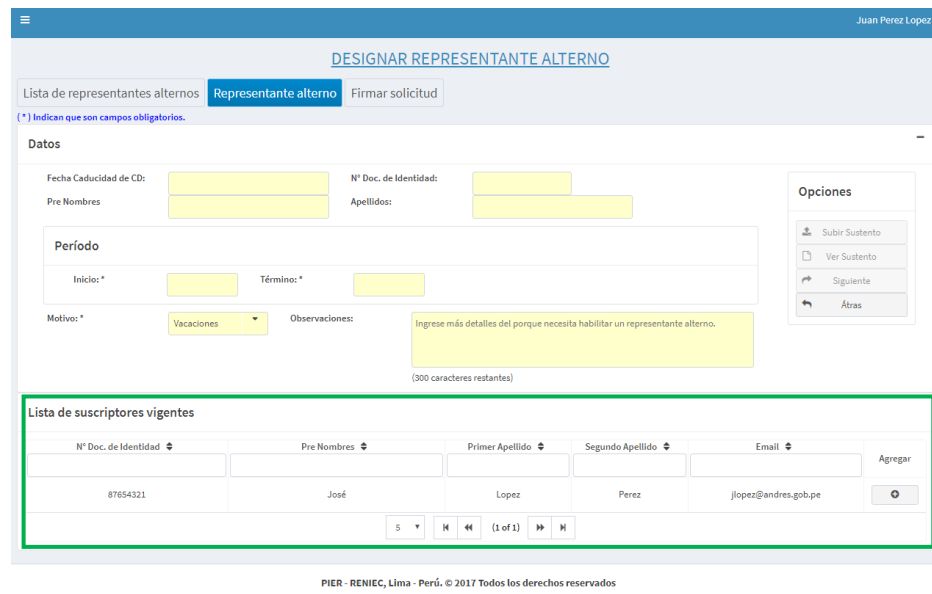 Juan Perez Lopez
DESIGNAR REPRESENTANTE ALTERNO
Lista de representantes alternos Representante alterno Firmar solicitud
( * ) Indican que son campos obligatorios.
Datos
Fecha Caducidad de CD: N° Doc. de Identidad:
Pre Nombres Apellidos:
Opciones
Subir Sustento
Ver Sustento
Siguiente
Atras
Período
Inicio: * Término: *
Motivo: * Vacaciones Observaciones: Ingrese más detalles del porque necesita habilitar un representante alterno.
(300 caracteres restantes)
Lista de suscriptores vigentes
N° Doc. de Identidad Pre Nombres Primer Apellido Segundo Apellido Email Agregar
87654321 José Lopez Perez jlopez@andres.gob.pe
5 (1 of 1)
PIER - RENIEC, Lima - Perú. © 2017 Todos los derechos reservados